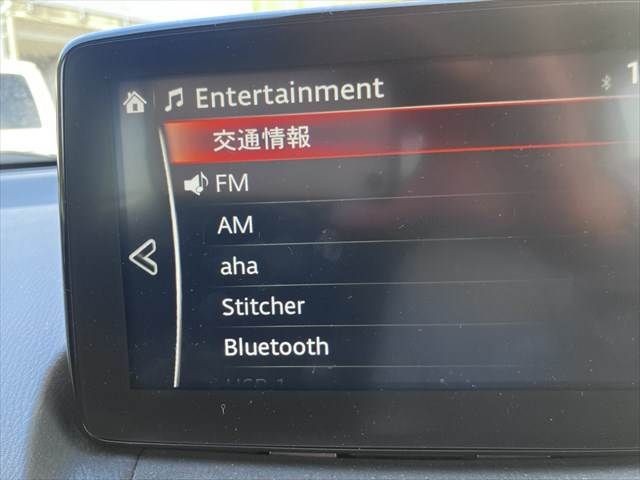 Entertainment
交通情報
FM
AM
aha
Stitcher
Bluetooth